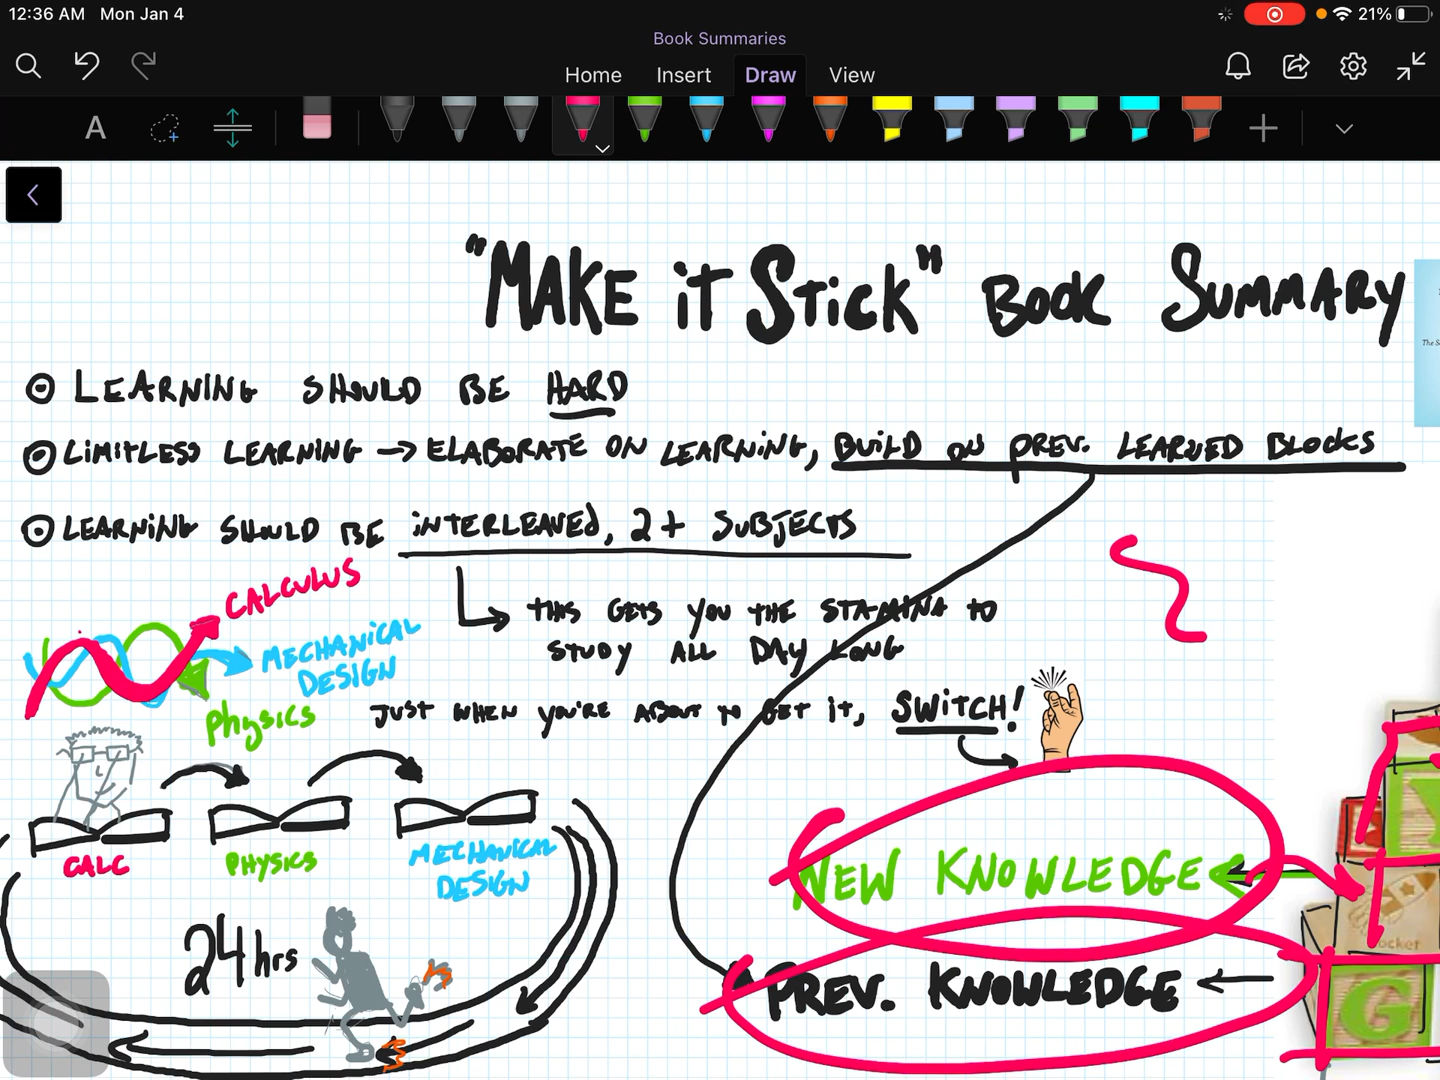 12:36 AM Mon Jan 4
21%
Book Summaries
Home Insert Draw View
A
"MAKE iT STick" BOOK SUMMARY
The S
LEARNING SHOULD BE HARD
LiMiTLESS LEARNING → ELABORATE ON LEARNING, BUiLD ON PREV. LEARNED BLOCKS
LEARNiNG SHOULD BE iNTERLEAVEd, 2+ SUBJECTS
CALCULUS
MECHANiCAL
DESiGN
Physics
THiS GETS YOU THE STAMiNA TO
STUDY ALL DAY LONG
JUST WHEN YOU'RE ABOUT TO GET iT, SWiTCH!
CALC
PHYSiCS
MECHANiCAL
DESiGN
24 hrs
NEW KNOWLEDGE
PREV. KNOWLEDGE
ocket
G